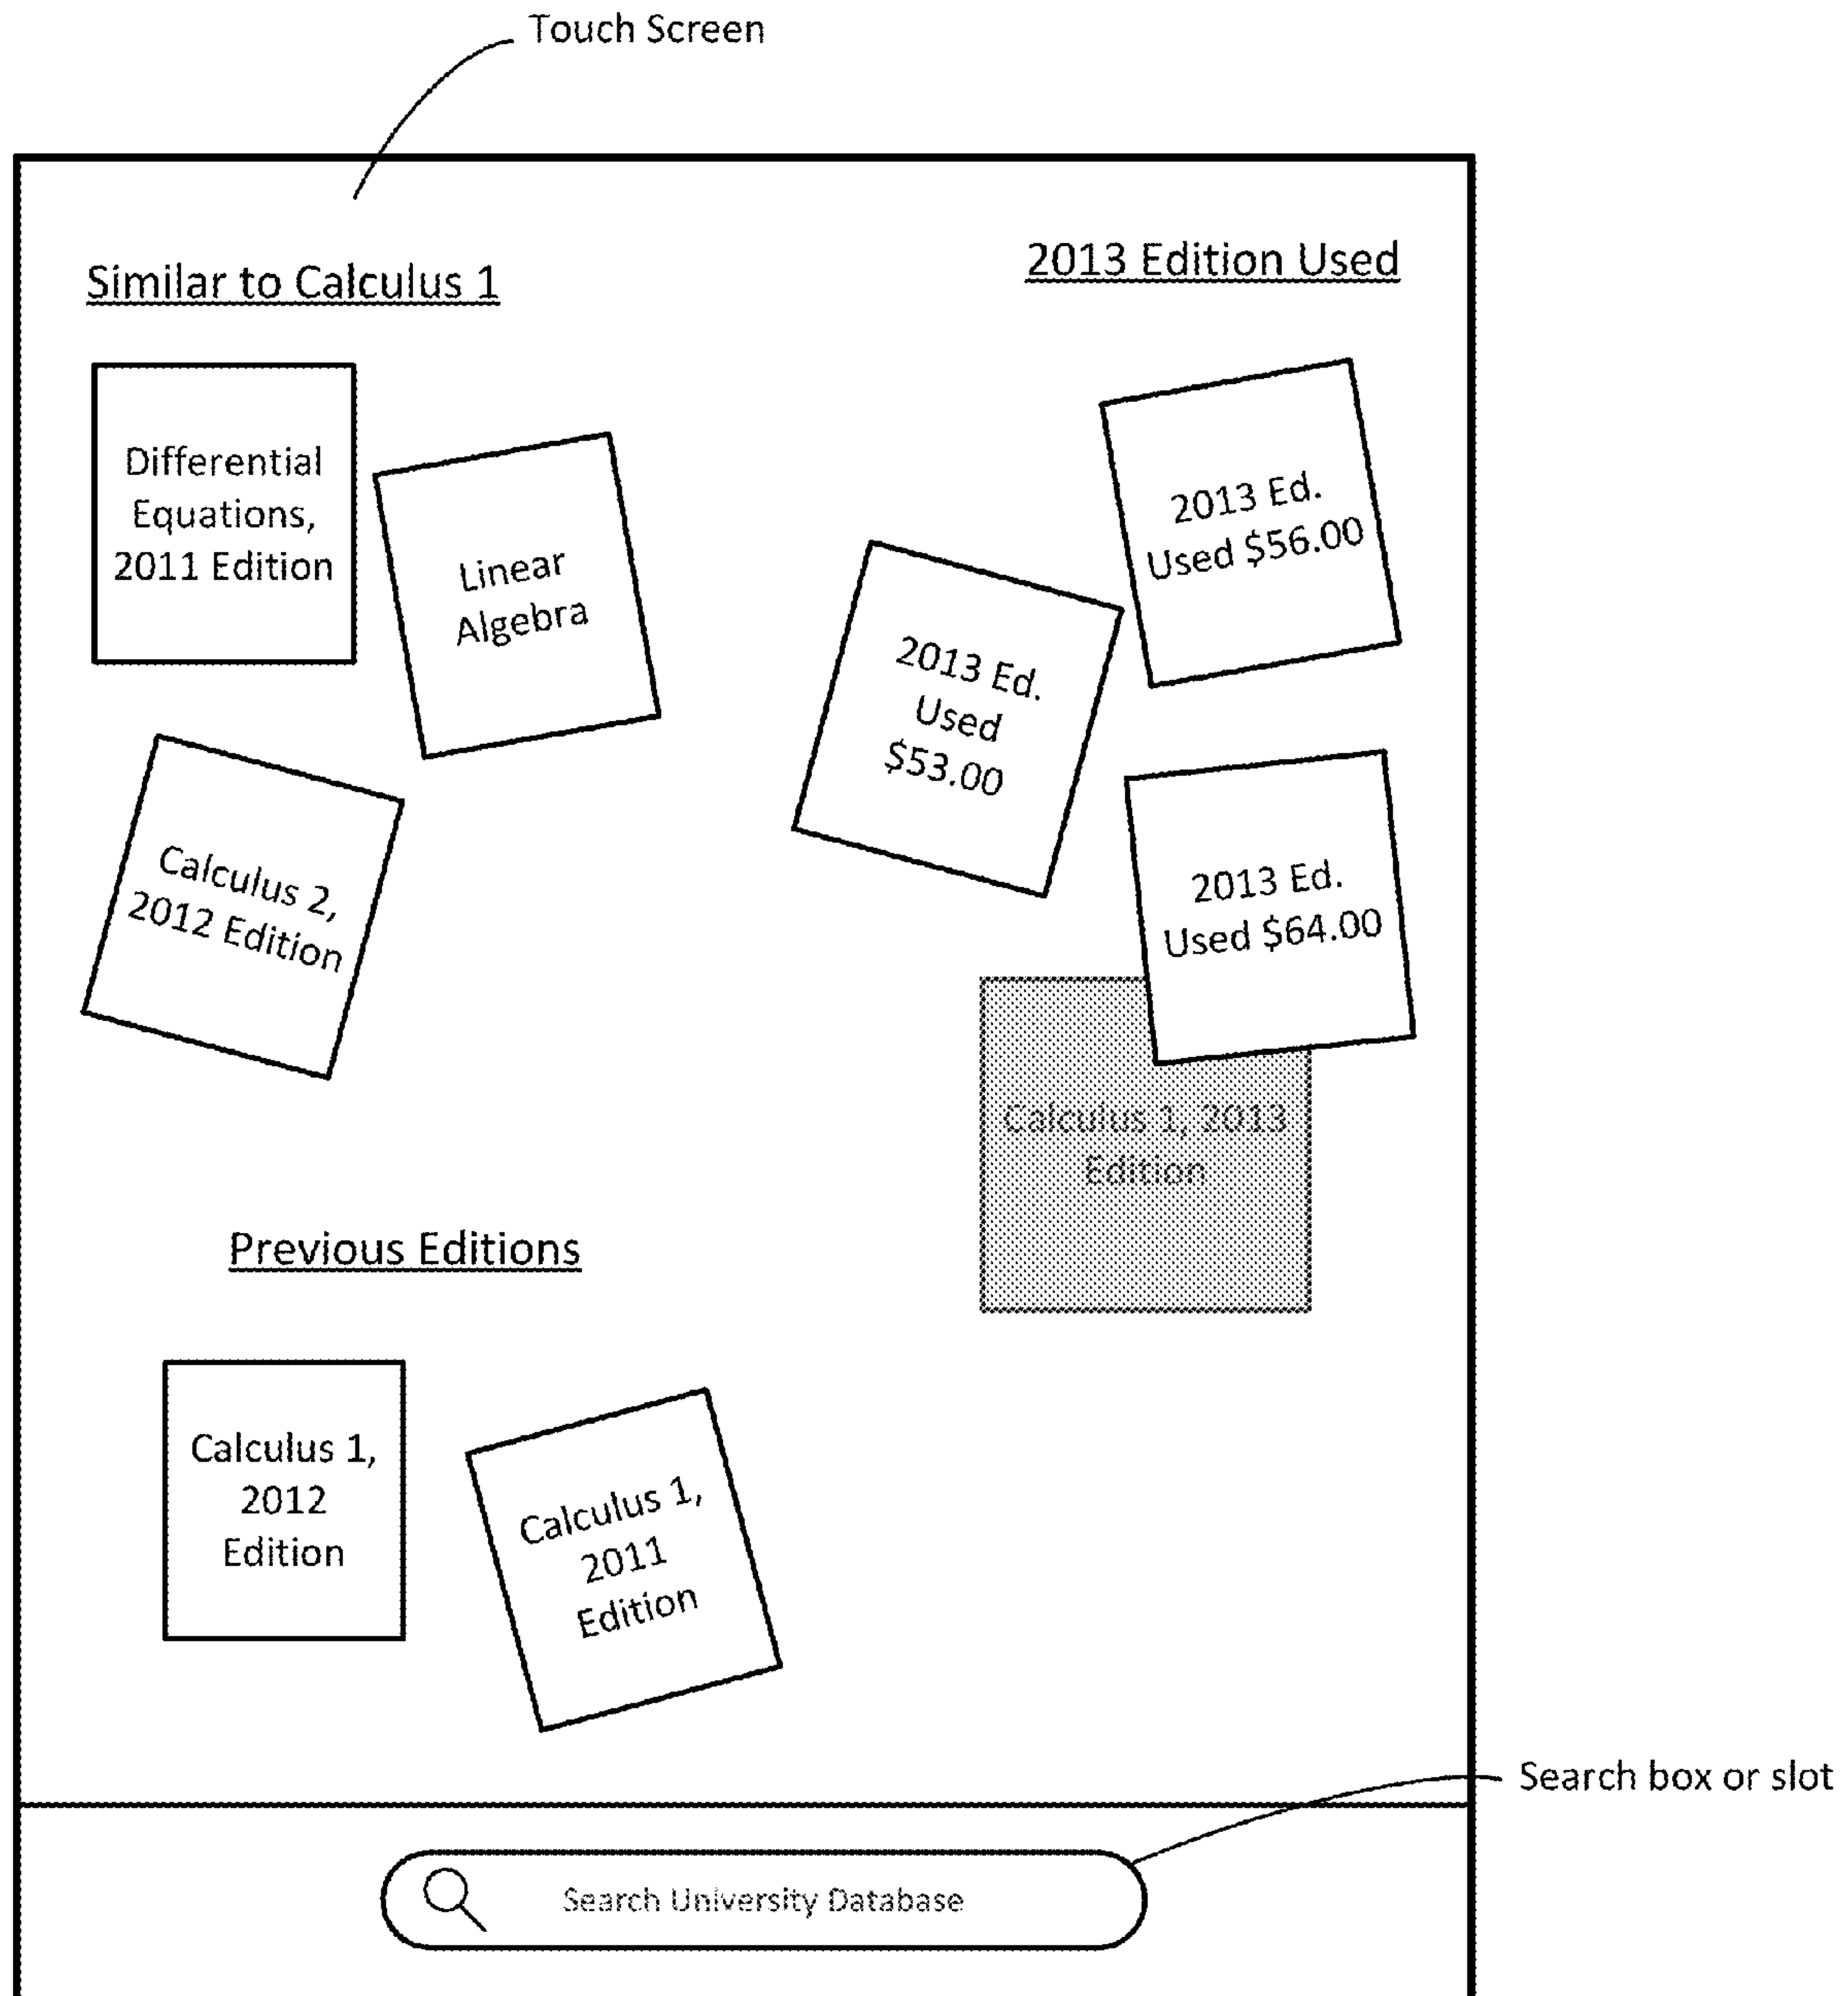 Touch Screen
Similar to Calculus 1
2013 Edition Used
Differential
Equations,
2011 Edition
Linear
Algebra
2013 Ed.
Used $56.00
2013 Ed.
Used
$53.00
Calculus 2,
2012 Edition
2013 Ed.
Used $64.00
Calculus 1, 2013
Edition
Previous Editions
Calculus 1,
2012
Edition
Calculus 1,
2011
Edition
Search box or slot
Search University Database